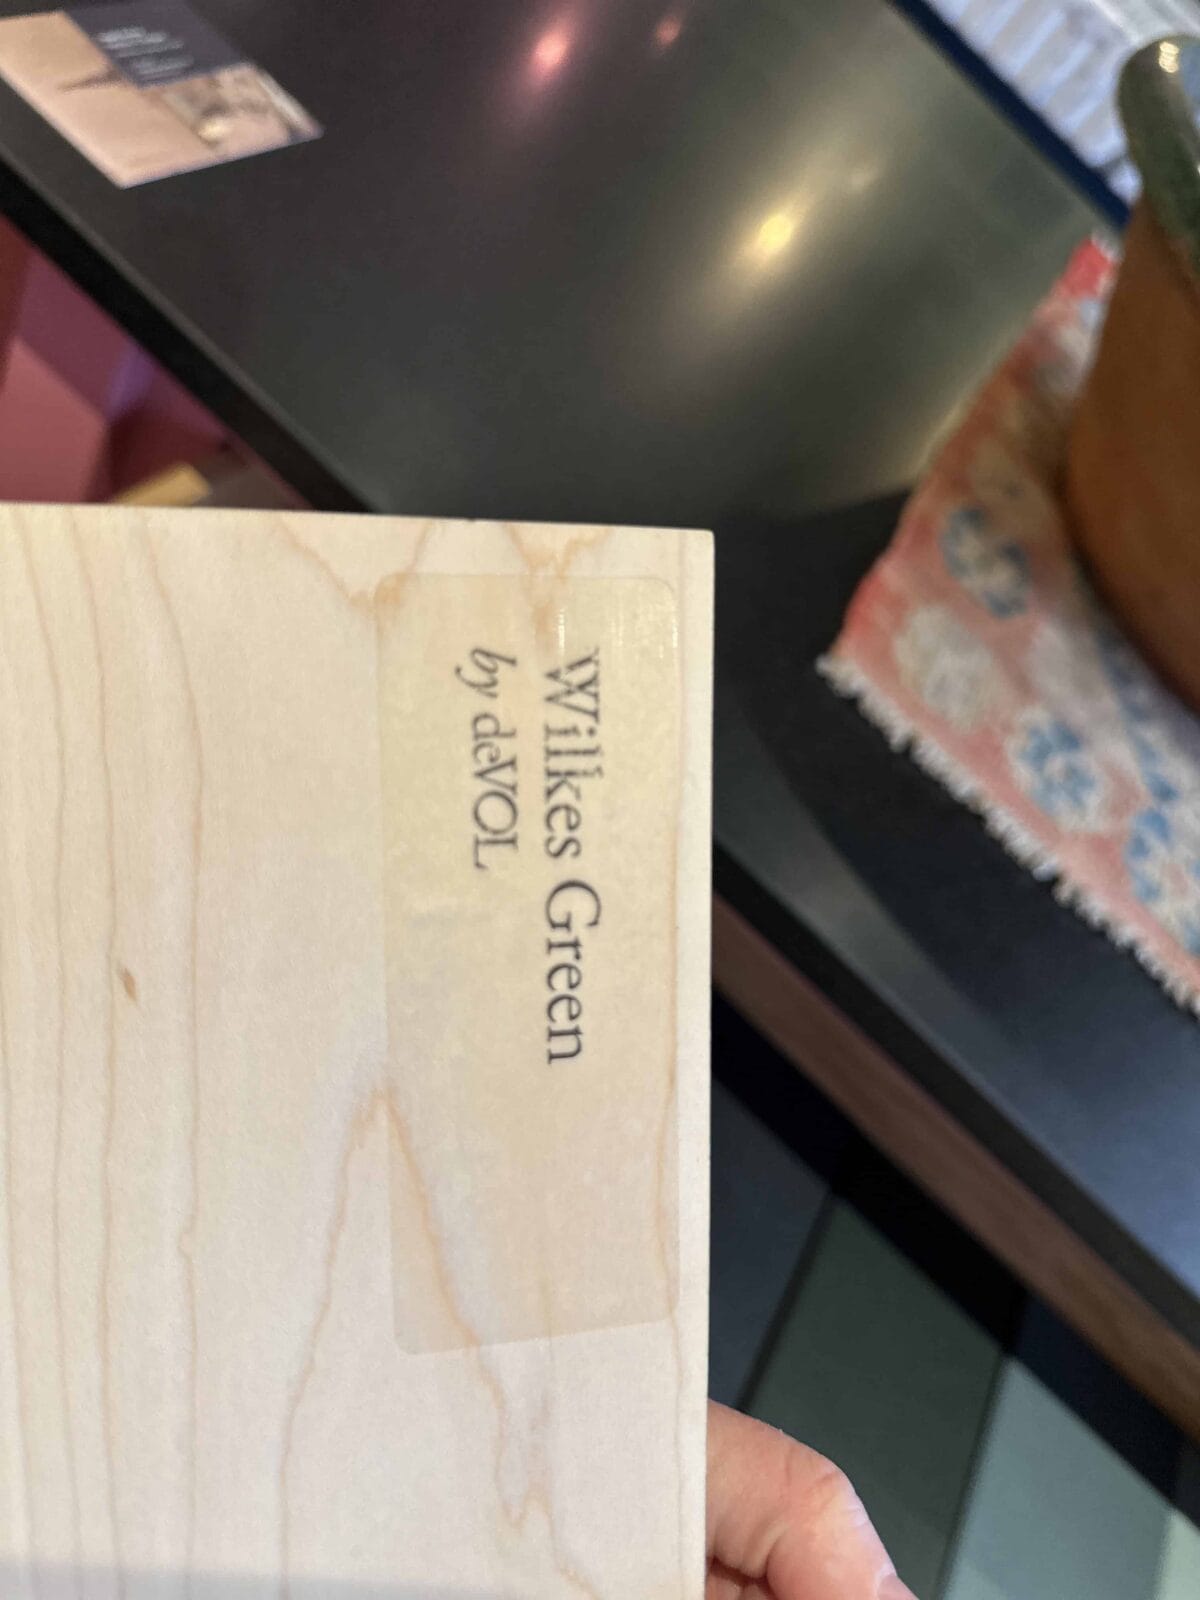 Wilkes Green
by deVOL